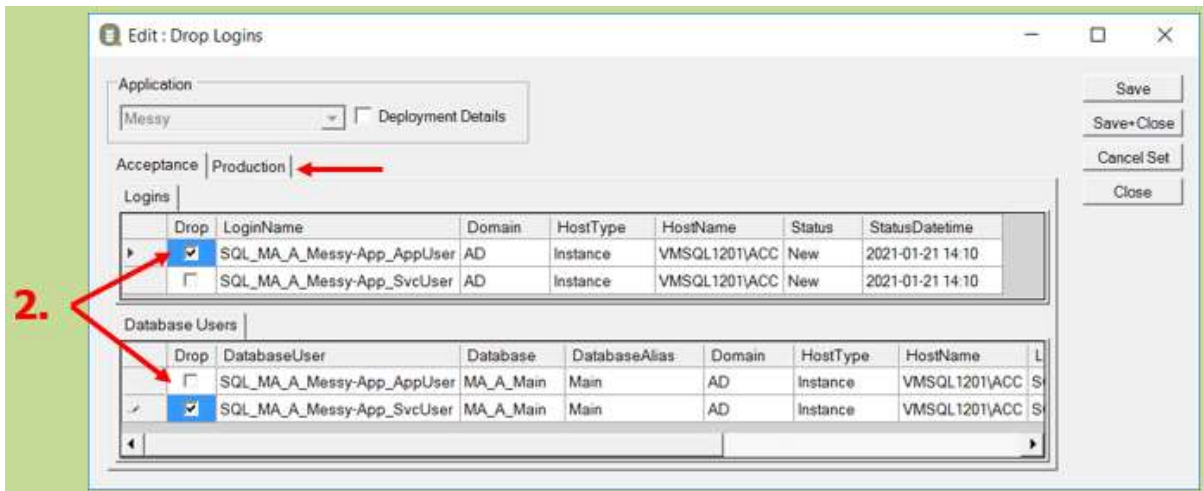 Edit : Drop Logins
Application
Save
Messy Deployment Details
Save+Close
Acceptance Production
Cancel Set
Logins
Close
Drop LoginName Domain HostType HostName Status StatusDatetime
SQL_MA_A_Messy-App_AppUser AD Instance VMSQL1201\ACC New 2021-01-21 14:10
SQL_MA_A_Messy-App_SvcUser AD Instance VMSQL1201\ACC New 2021-01-21 14:10
2.
Database Users
Drop DatabaseUser Database DatabaseAlias Domain HostType HostName L
SQL_MA_A_Messy-App_AppUser MA_A_Main Main AD Instance VMSQL1201\ACC S
SQL_MA_A_Messy-App_SvcUser MA_A_Main Main AD Instance VMSQL1201\ACC S